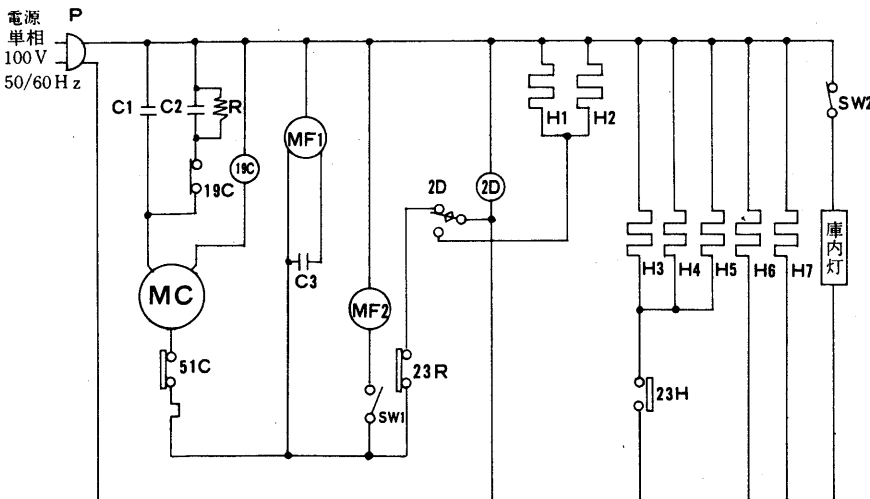 電源
単相
100V
50/60Hz
P
C1
C2
R
19C
19C
MF1
C3
MC
51C
MF2
SW1
23R
2D
2D
H1
H2
H3
H4
H5
H6
H7
23H
SW2
庫内灯